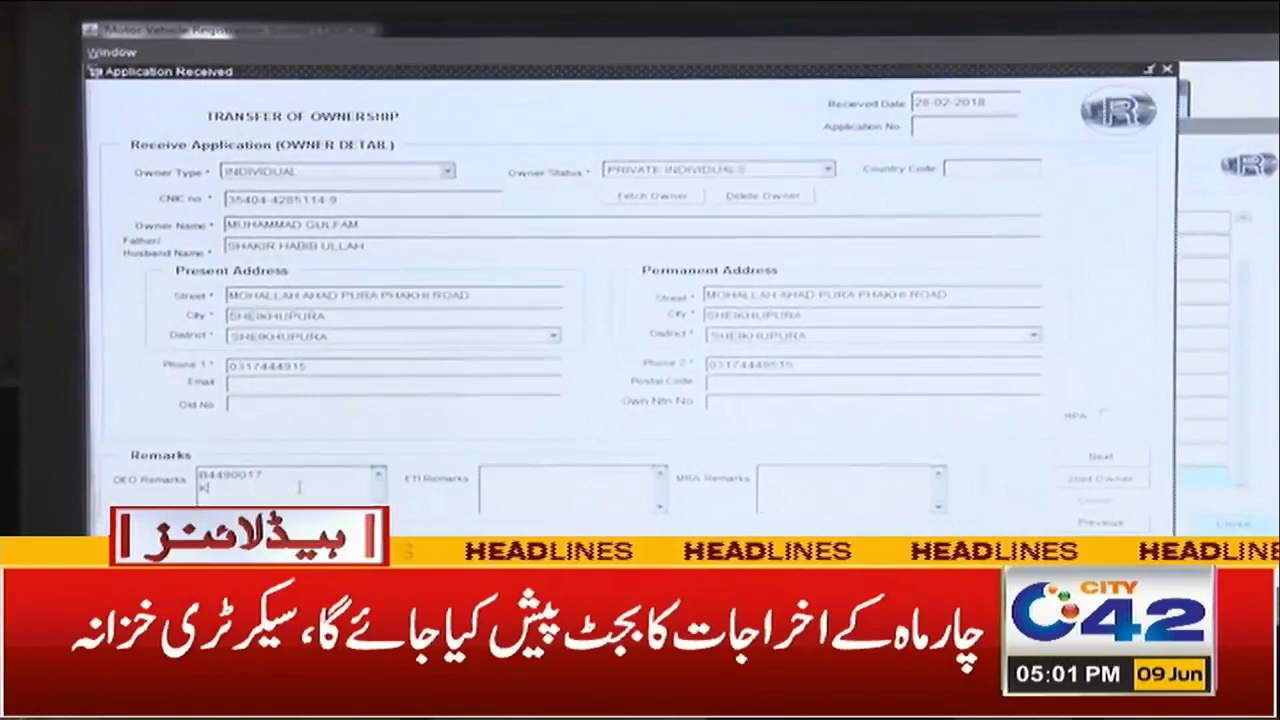 Motor Vehicle Registration
Window
Application Received
TRANSFER OF OWNERSHIP
Recieved Date 28-02-2018
Application No
Receive Application (OWNER DETAIL)
Owner Type * INDIVIDUAL Owner Status * PRIVATE INDIVIDUALS Country Code
CNIC no * 35404-4285114-9 Fetch Owner Delete Owner
Owner Name * MUHAMMAD GULFAM
Father/
Husband Name * SHAKIR HABIB ULLAH
Present Address Permanent Address
Street * MOHALLAH AHAD PURA PHAKHI ROAD Street * MOHALLAH AHAD PURA PHAKHI ROAD
City * SHEIKHUPURA City * SHEIKHUPURA
District * SHEIKHUPURA District * SHEIKHUPURA
Phone 1 * 0317444915 Phone 2 *
Email Postal Code
Old No Own Ntn No
Remarks
DEO Remarks B4490017 ETI Remarks MRA Remarks
K
Next
Joint Owner
Previous
Close
ہیڈلائنز
HEADLINES HEADLINES HEADLINES HEADLIN
چار ماہ کے اخراجات کا بجٹ پیش کیا جائے گا، سیکرٹری خزانہ
CITY
42
05:01 PM 09 Jun